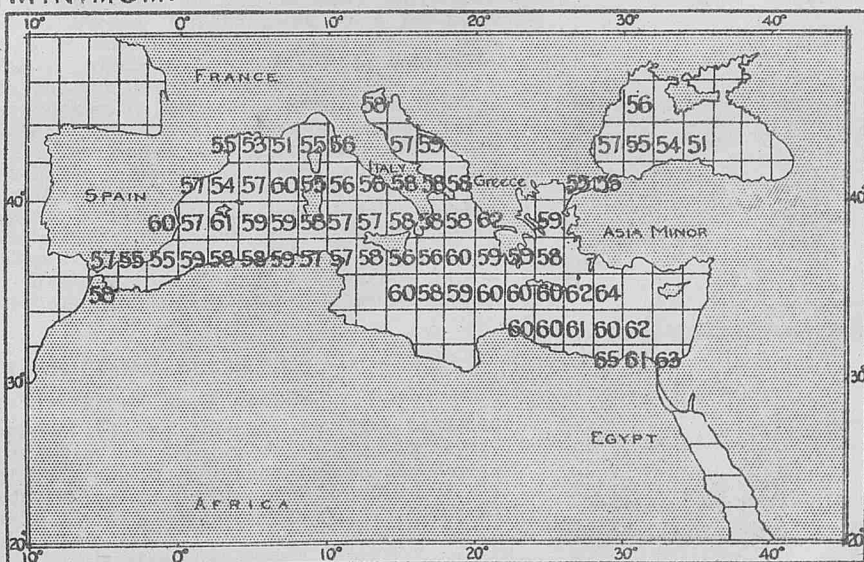 10° 0° 10° 20° 30° 40°
FRANCE
58 56
55 53 51 55 56 57 59 57 55 54 51
ITALY
57 54 57 60 55 56 56 58 58 58 Greece
SPAIN
40° 40°
60 57 61 59 59 58 57 57 58 58 58 62 59
ASIA MINOR
57 55 55 59 58 58 59 57 57 58 56 56 60 59 59 58
58 60 58 59 60 60 60 62 64
60 60 61 60 62
65 61 63
30° 30°
EGYPT
AFRICA
20° 20°
10° 0° 10° 20° 30° 40°